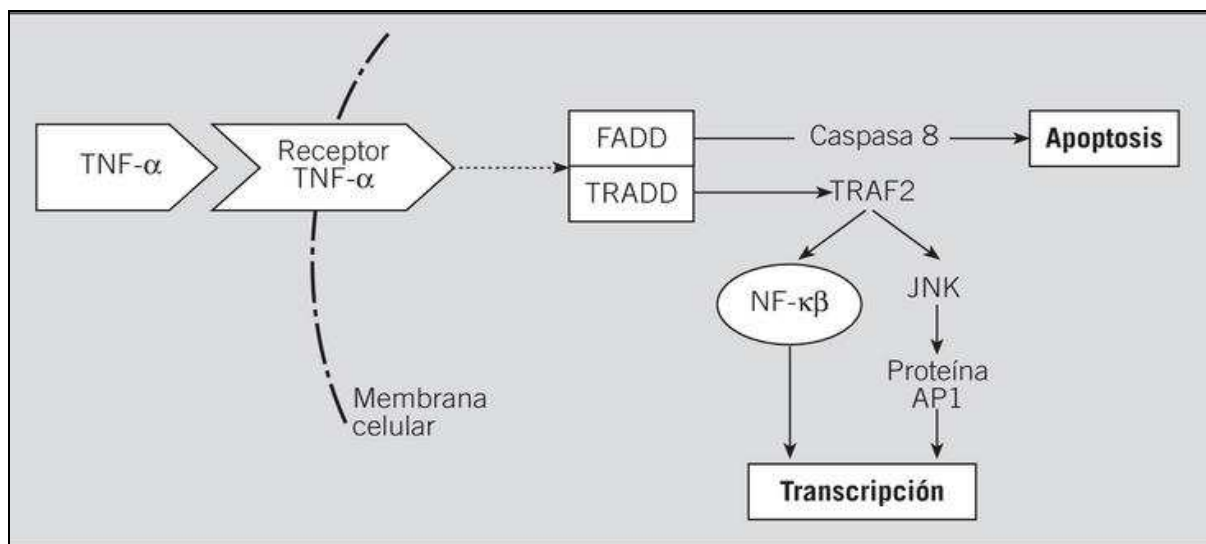 TNF-α
Receptor
TNF-α
FADD
Caspasa 8
Apoptosis
TRADD
TRAF2
NF-κβ
JNK
Proteína
AP1
Membrana
celular
Transcripción